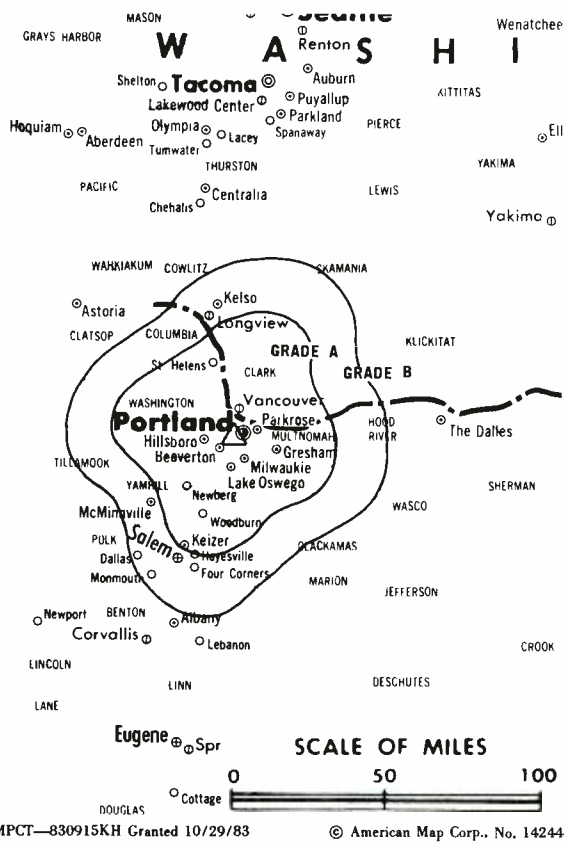 MASON
Seattle
Wenatchee
GRAYS HARBOR
Renton
W A S H I
Shelton
Tacoma
Auburn
KITTITAS
Lakewood Center
Puyallup
Parkland
Hoquiam
Aberdeen
Olympia
Lacey
Spanaway
PIERCE
Ell
Tumwater
THURSTON
YAKIMA
PACIFIC
Centralia
LEWIS
Chehalis
Yakima
WAHKIAKUM
COWLITZ
SKAMANIA
Astoria
Kelso
Longview
CLATSOP
COLUMBIA
KLICKITAT
GRADE A
St Helens
CLARK
GRADE B
WASHINGTON
Vancouver
Portland
Parkrose
HOOD
RIVER
The Dalles
Hillsboro
MULTNOMAH
Beaverton
Gresham
TILLAMOOK
Milwaukie
Lake Oswego
YAMHILL
Newberg
SHERMAN
McMinnville
WASCO
Woodburn
POLK
Salem
Keizer
CLACKAMAS
Dallas
Hayesville
Monmouth
Four Corners
MARION
JEFFERSON
Newport
BENTON
Albany
Corvallis
Lebanon
CROOK
LINCOLN
LINN
DESCHUTES
LANE
Eugene
Spr
SCALE OF MILES
0 50 100
Cottage
DOUGLAS
MPCT—830915KH Granted 10/29/83
© American Map Corp., No. 14244